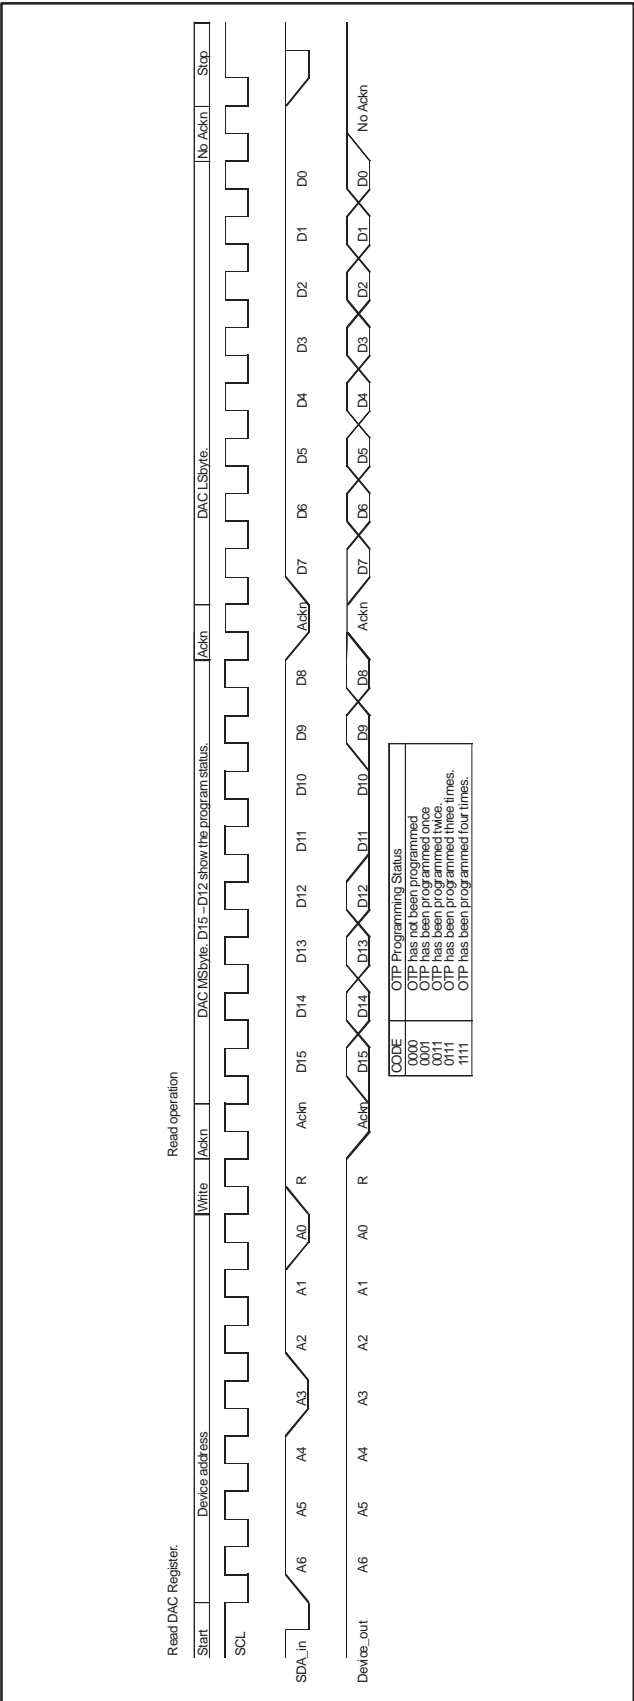 Read DAC Register.
Read operation
Start Device address Write Ackn DAC MSbyte. D15 – D12 show the program status. Ackn DAC LSbyte. No Ackn Stop
SCL
SDA_in A6 A5 A4 A3 A2 A1 A0 R Ackn D15 D14 D13 D12 D11 D10 D9 D8 Ackn D7 D6 D5 D4 D3 D2 D1 D0
Device_out A6 A5 A4 A3 A2 A1 A0 R Ackn D15 D14 D13 D12 D11 D10 D9 D8 Ackn D7 D6 D5 D4 D3 D2 D1 D0 No Ackn
CODE OTP Programming Status
0000 OTP has not been programmed
0001 OTP has been programmed once
0011 OTP has been programmed twice.
0111 OTP has been programmed three times.
1111 OTP has been programmed four times.